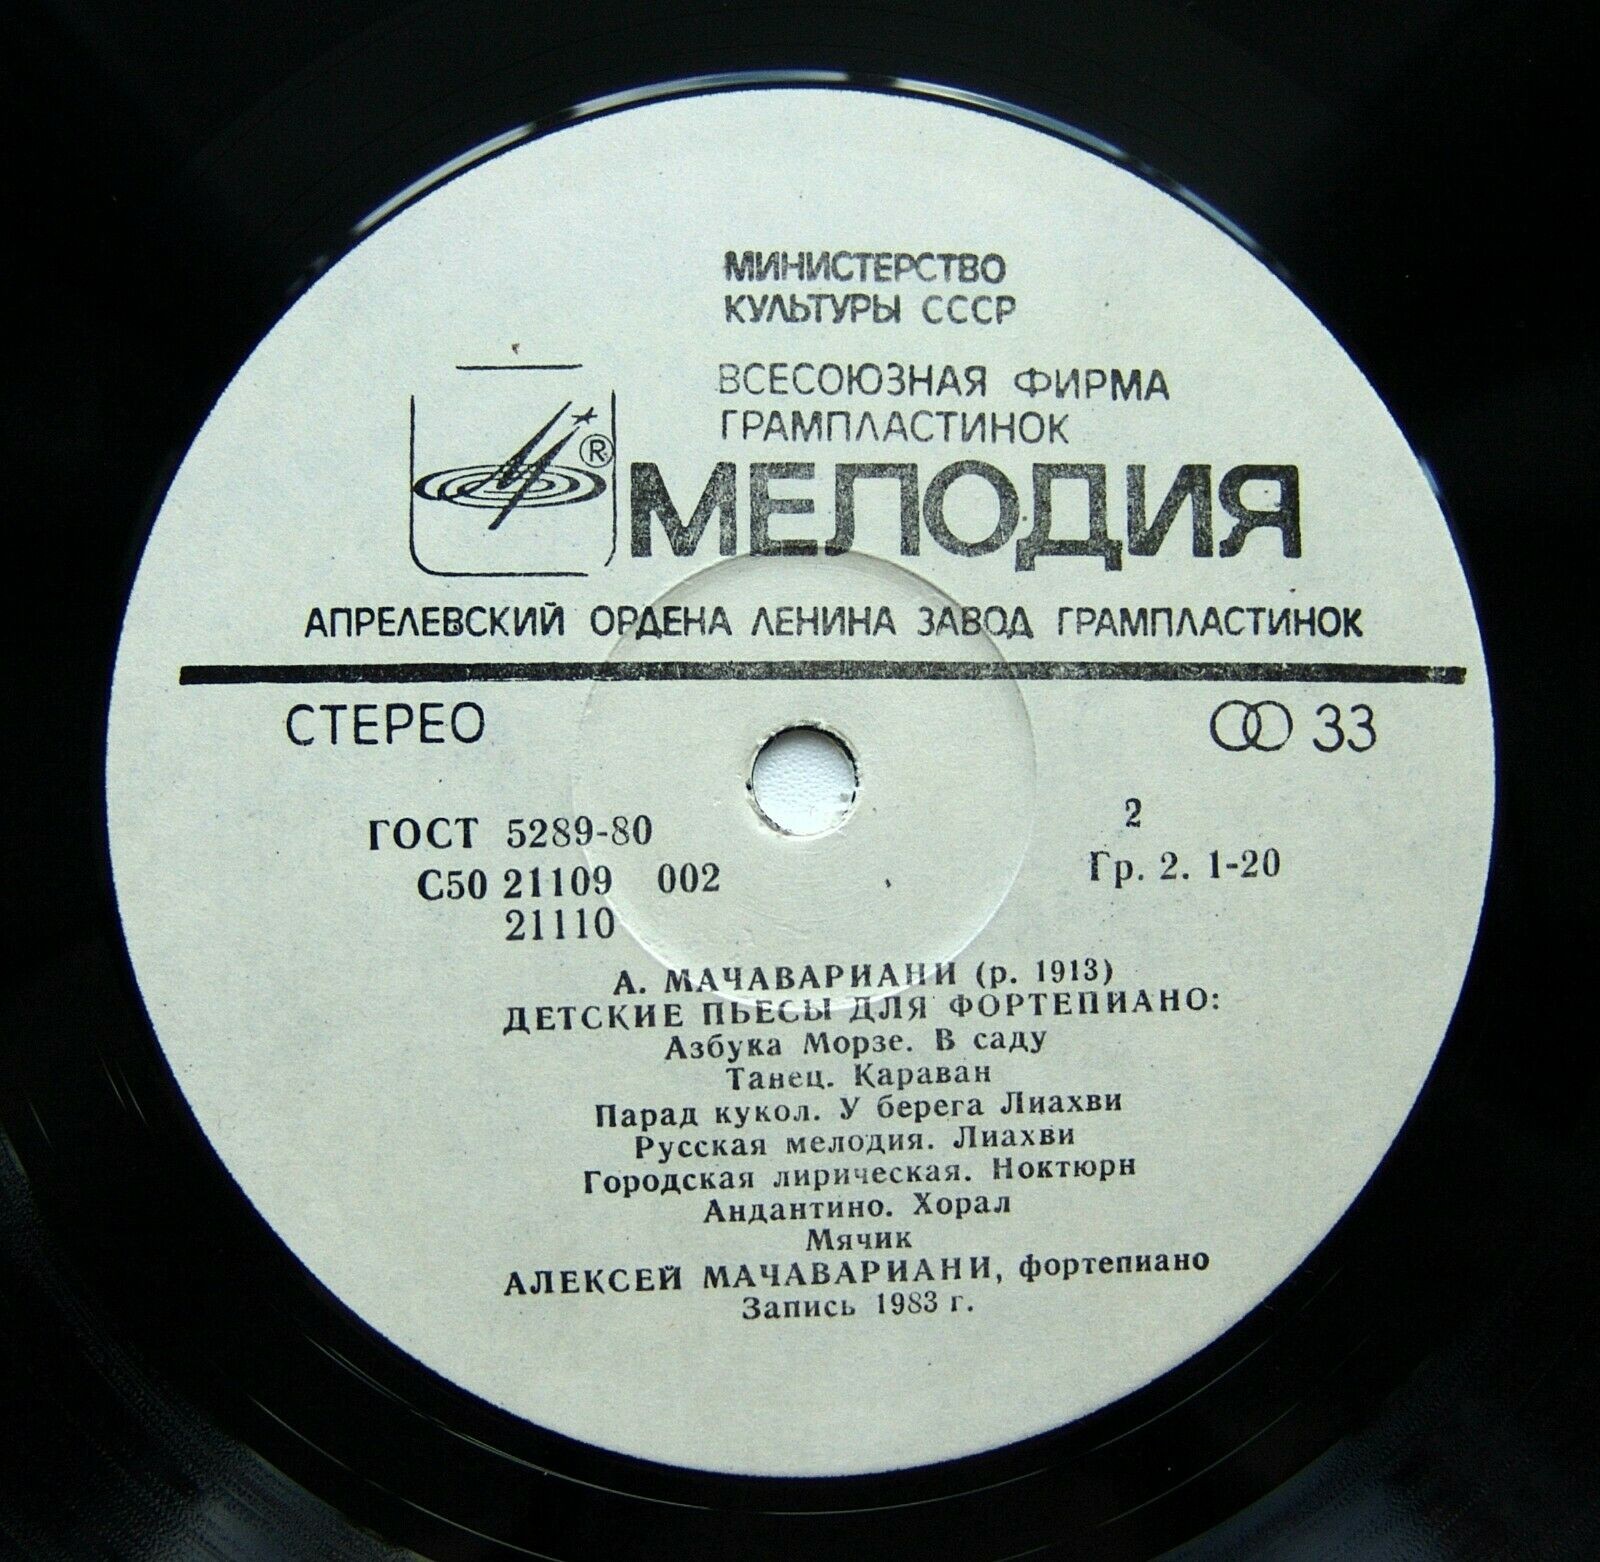 МИНИСТЕРСТВО
КУЛЬТУРЫ СССР
ВСЕСОЮЗНАЯ ФИРМА
ГРАМПЛАСТИНОК
® МЕЛОДИЯ
АПРЕЛЕВСКИЙ ОРДЕНА ЛЕНИНА ЗАВОД ГРАМПЛАСТИНОК
СТЕРЕО 33
ГОСТ 5289-80 2
С50 21109 002 Гр. 2. 1-20
21110
А. МАЧАВАРИАНИ (р. 1913)
ДЕТСКИЕ ПЬЕСЫ ДЛЯ ФОРТЕПИАНО:
Азбука Морзе. В саду
Танец. Караван
Парад кукол. У берега Лиахви
Русская мелодия. Лиахви
Городская лирическая. Ноктюрн
Андантино. Хорал
Мячик
АЛЕКСЕЙ МАЧАВАРИАНИ, фортепиано
Запись 1983 г.